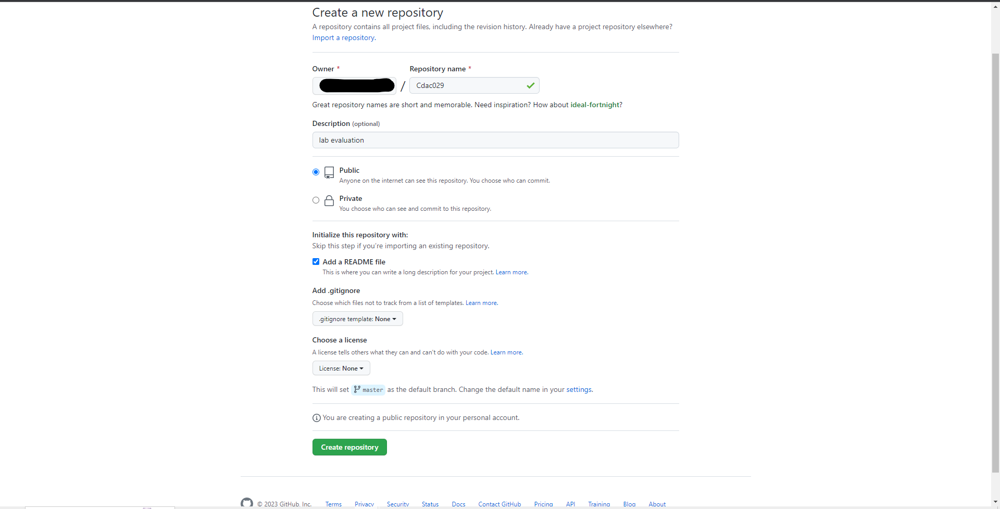 Create a new repository
A repository contains all project files, including the revision history. Already have a project repository elsewhere?
Import a repository.
Owner * Repository name *
/ Cdac029
Great repository names are short and memorable. Need inspiration? How about ideal-fortnight?
Description (optional)
lab evaluation
Public
Anyone on the internet can see this repository. You choose who can commit.
Private
You choose who can see and commit to this repository.
Initialize this repository with:
Skip this step if you're importing an existing repository.
Add a README file
This is where you can write a long description for your project. Learn more.
Add .gitignore
Choose which files not to track from a list of templates. Learn more.
.gitignore template: None
Choose a license
A license tells others what they can and can't do with your code. Learn more.
License: None
This will set master as the default branch. Change the default name in your settings.
You are creating a public repository in your personal account.
Create repository
© 2023 GitHub, Inc. Terms Privacy Security Status Docs Contact GitHub Pricing API Training Blog About